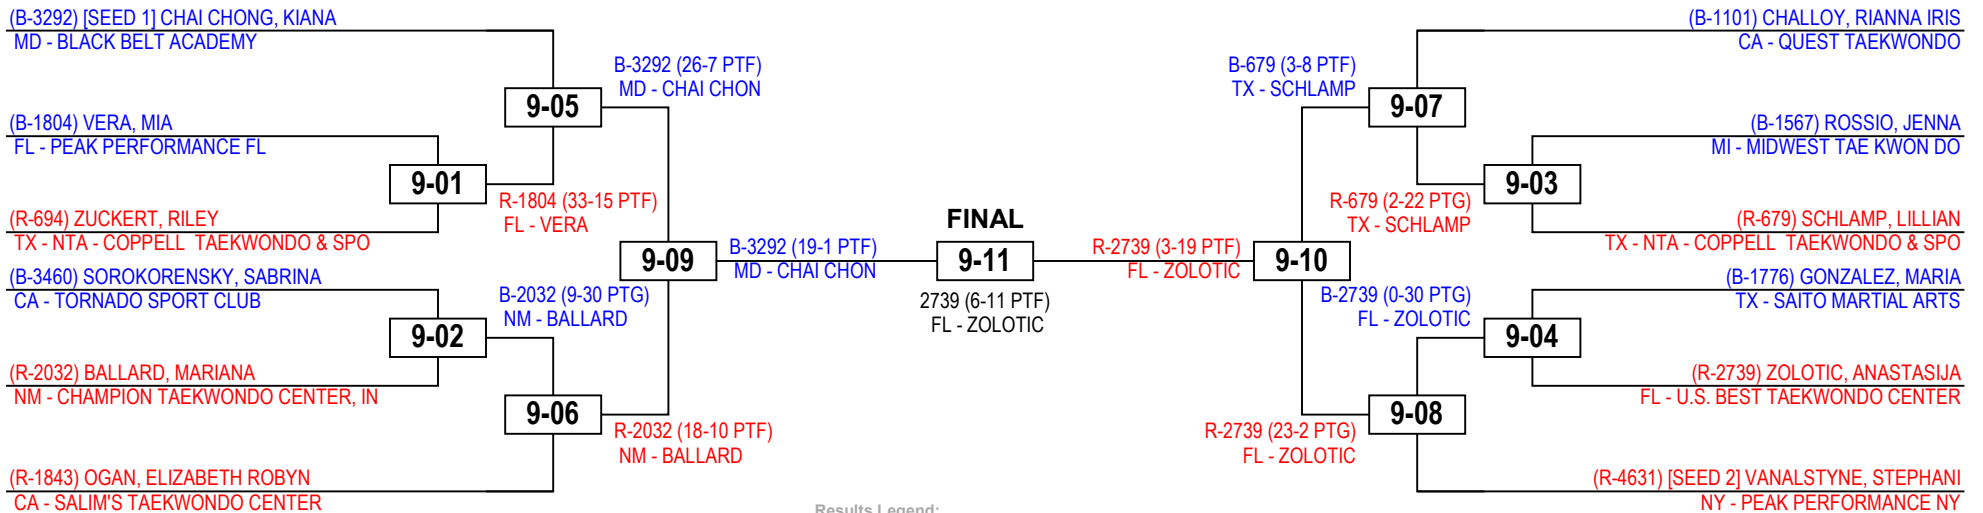 (B-3292) [SEED 1] CHAI CHONG, KIANA
MD - BLACK BELT ACADEMY
(B-1804) VERA, MIA
FL - PEAK PERFORMANCE FL
(R-694) ZUCKERT, RILEY
TX - NTA - COPPELL TAEKWONDO & SPO
(B-3460) SOROKORENSKY, SABRINA
CA - TORNADO SPORT CLUB
(R-2032) BALLARD, MARIANA
NM - CHAMPION TAEKWONDO CENTER, IN
(R-1843) OGAN, ELIZABETH ROBYN
CA - SALIM'S TAEKWONDO CENTER
9-01
9-02
9-05
R-1804 (33-15 PTF)
FL - VERA
B-2032 (9-30 PTG)
NM - BALLARD
9-06
B-3292 (26-7 PTF)
MD - CHAI CHON
9-09
R-2032 (18-10 PTF)
NM - BALLARD
B-3292 (19-1 PTF)
MD - CHAI CHON
FINAL
9-11
2739 (6-11 PTF)
FL - ZOLOTIC
Results Legend:
R-2739 (3-19 PTF)
FL - ZOLOTIC
B-679 (3-8 PTF)
TX - SCHLAMP
9-10
R-2739 (23-2 PTG)
FL - ZOLOTIC
9-07
R-679 (2-22 PTG)
TX - SCHLAMP
B-2739 (0-30 PTG)
FL - ZOLOTIC
9-08
9-03
9-04
(B-1101) CHALLOY, RIANNA IRIS
CA - QUEST TAEKWONDO
(B-1567) ROSSIO, JENNA
MI - MIDWEST TAE KWON DO
(R-679) SCHLAMP, LILLIAN
TX - NTA - COPPELL TAEKWONDO & SPO
(B-1776) GONZALEZ, MARIA
TX - SAITO MARTIAL ARTS
(R-2739) ZOLOTIC, ANASTASIJA
FL - U.S. BEST TAEKWONDO CENTER
(R-4631) [SEED 2] VANALSTYNE, STEPHANI
NY - PEAK PERFORMANCE NY